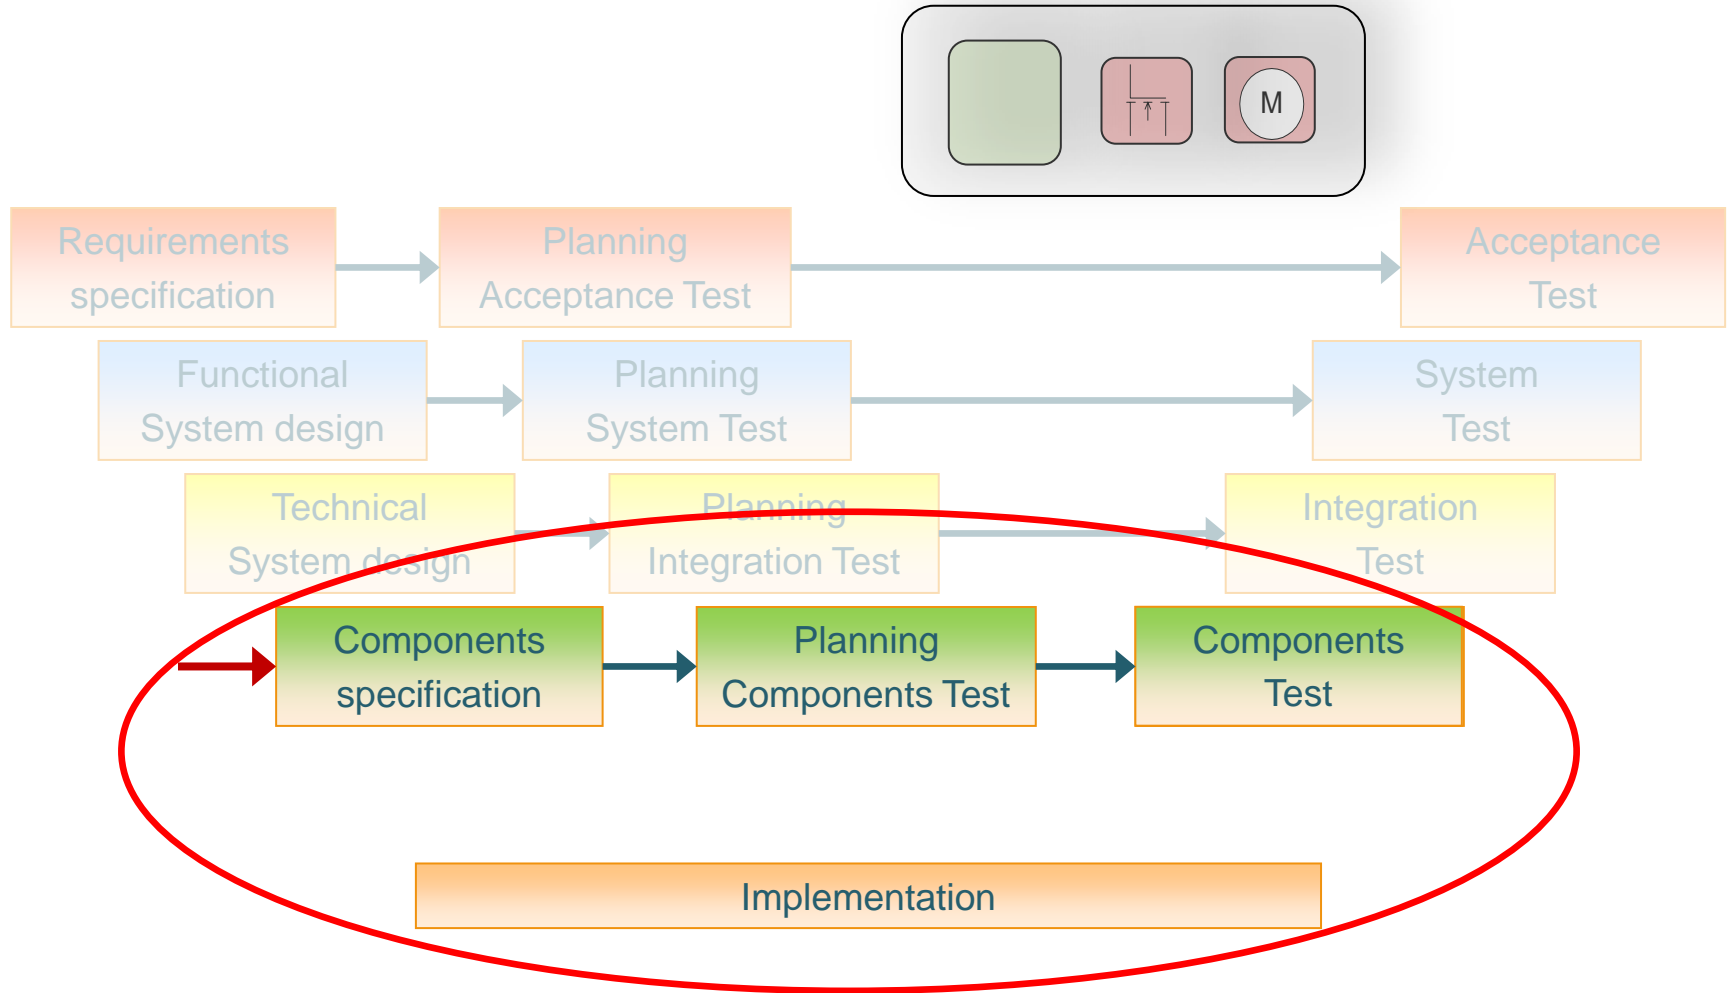 M
Requirements
specification
Planning
Acceptance Test
Acceptance
Test
Functional
System design
Planning
System Test
System
Test
Technical
System design
Planning
Integration Test
Integration
Test
Components
specification
Planning
Components Test
Components
Test
Implementation